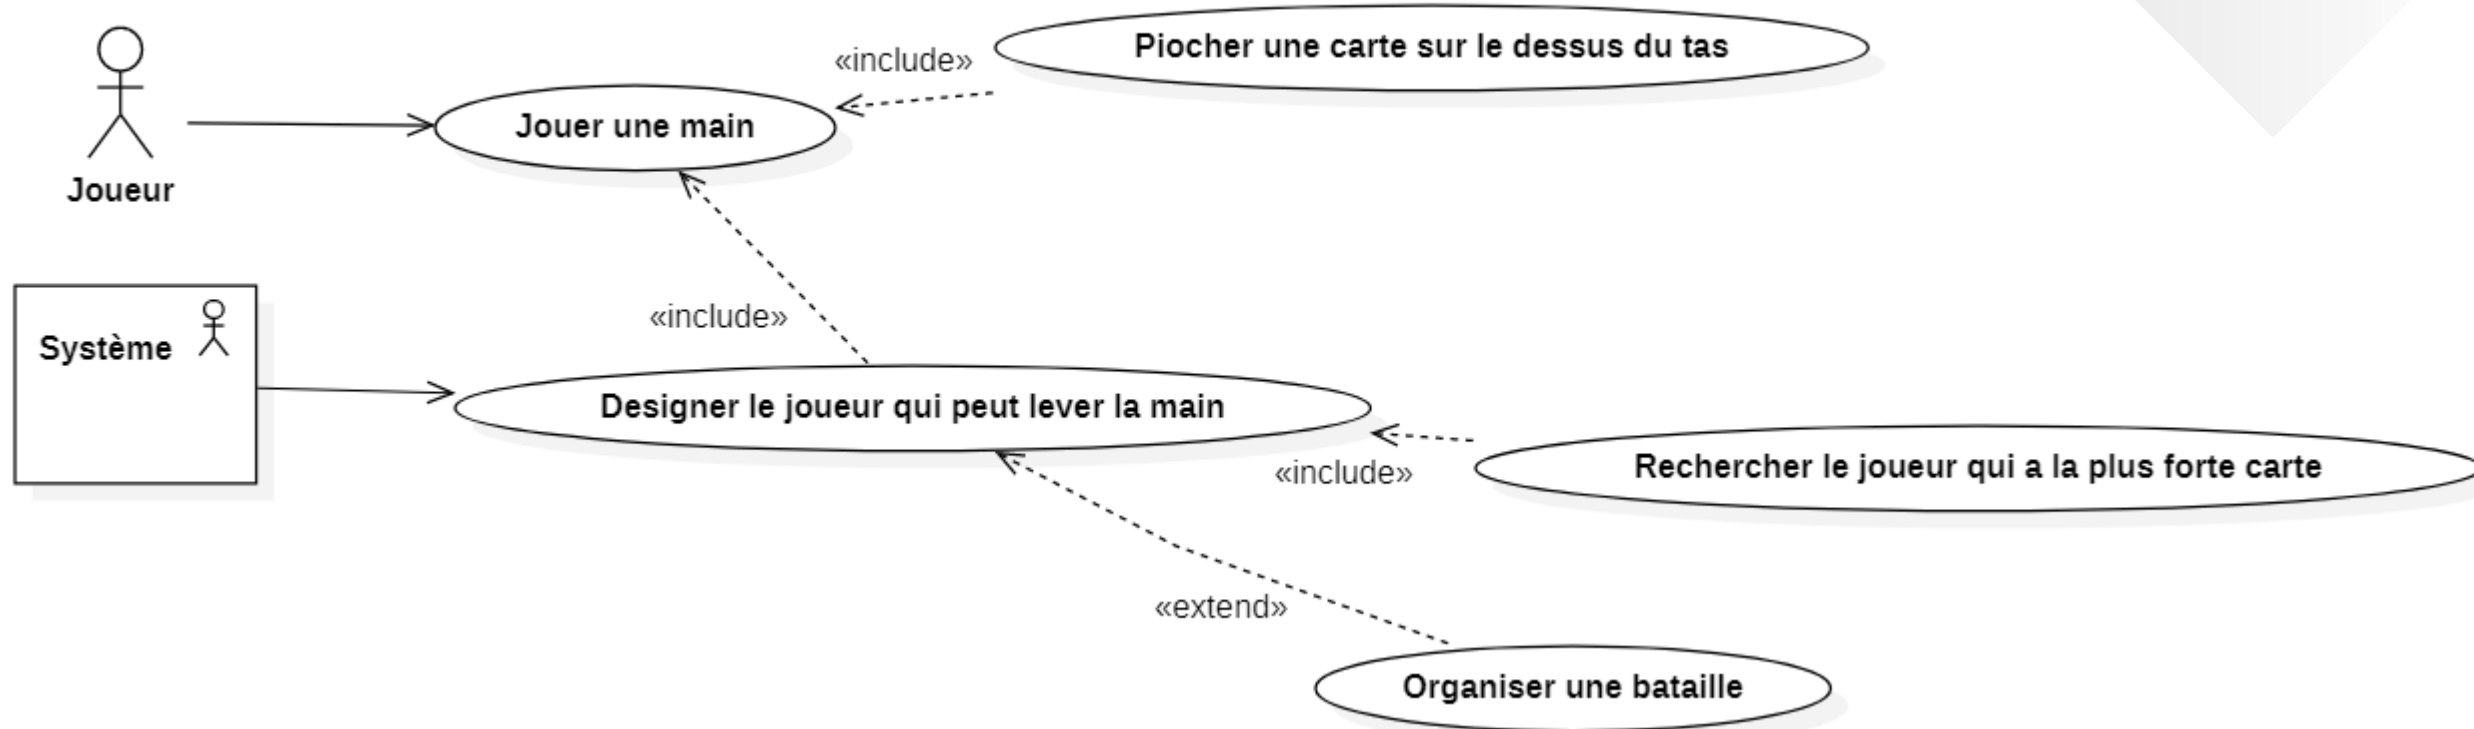 Piocher une carte sur le dessus du tas
«include»
Jouer une main
Joueur
«include»
Système
Designer le joueur qui peut lever la main
«include»
Rechercher le joueur qui a la plus forte carte
«extend»
Organiser une bataille